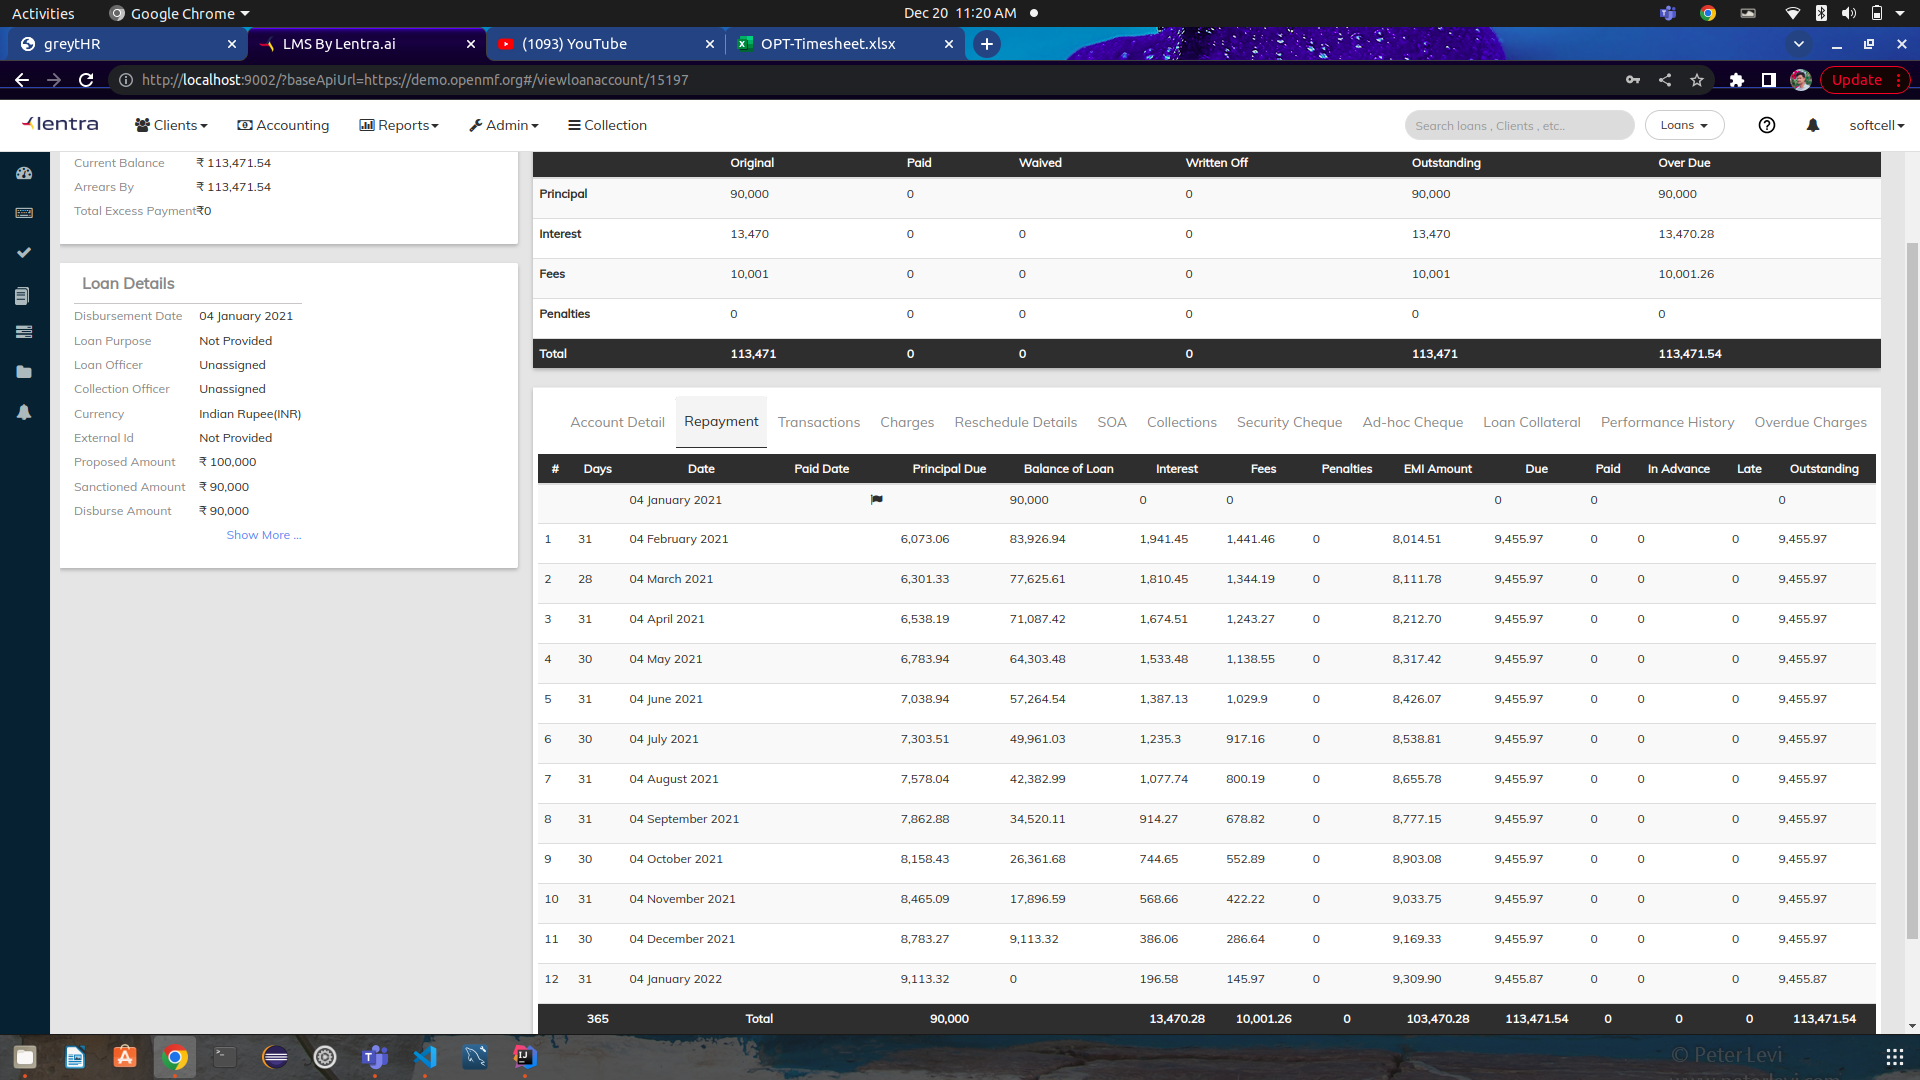 Activities Google Chrome Dec 20 11:20 AM
greytHR LMS By Lentra.ai (1093) YouTube OPT-Timesheet.xlsx
http://localhost:9002/?baseApiUrl=https://demo.openmf.org#/viewloanaccount/15197 Update
lentra Clients Accounting Reports Admin Collection Search loans , Clients , etc.. Loans softcell
Current Balance ₹ 113,471.54
Arrears By ₹ 113,471.54
Total Excess Payment₹0
Loan Details
Disbursement Date 04 January 2021
Loan Purpose Not Provided
Loan Officer Unassigned
Collection Officer Unassigned
Currency Indian Rupee(INR)
External Id Not Provided
Proposed Amount ₹ 100,000
Sanctioned Amount ₹ 90,000
Disburse Amount ₹ 90,000
Show More ...
Original Paid Waived Written Off Outstanding Over Due
Principal 90,000 0 0 90,000 90,000
Interest 13,470 0 0 0 13,470 13,470.28
Fees 10,001 0 0 0 10,001 10,001.26
Penalties 0 0 0 0 0 0
Total 113,471 0 0 0 113,471 113,471.54
Account Detail Repayment Transactions Charges Reschedule Details SOA Collections Security Cheque Ad-hoc Cheque Loan Collateral Performance History Overdue Charges
# Days Date Paid Date Principal Due Balance of Loan Interest Fees Penalties EMI Amount Due Paid In Advance Late Outstanding
04 January 2021 90,000 0 0 0 0 0
1 31 04 February 2021 6,073.06 83,926.94 1,941.45 1,441.46 0 8,014.51 9,455.97 0 0 0 9,455.97
2 28 04 March 2021 6,301.33 77,625.61 1,810.45 1,344.19 0 8,111.78 9,455.97 0 0 0 9,455.97
3 31 04 April 2021 6,538.19 71,087.42 1,674.51 1,243.27 0 8,212.70 9,455.97 0 0 0 9,455.97
4 30 04 May 2021 6,783.94 64,303.48 1,533.48 1,138.55 0 8,317.42 9,455.97 0 0 0 9,455.97
5 31 04 June 2021 7,038.94 57,264.54 1,387.13 1,029.9 0 8,426.07 9,455.97 0 0 0 9,455.97
6 30 04 July 2021 7,303.51 49,961.03 1,235.3 917.16 0 8,538.81 9,455.97 0 0 0 9,455.97
7 31 04 August 2021 7,578.04 42,382.99 1,077.74 800.19 0 8,655.78 9,455.97 0 0 0 9,455.97
8 31 04 September 2021 7,862.88 34,520.11 914.27 678.82 0 8,777.15 9,455.97 0 0 0 9,455.97
9 30 04 October 2021 8,158.43 26,361.68 744.65 552.89 0 8,903.08 9,455.97 0 0 0 9,455.97
10 31 04 November 2021 8,465.09 17,896.59 568.66 422.22 0 9,033.75 9,455.97 0 0 0 9,455.97
11 30 04 December 2021 8,783.27 9,113.32 386.06 286.64 0 9,169.33 9,455.97 0 0 0 9,455.97
12 31 04 January 2022 9,113.32 0 196.58 145.97 0 9,309.90 9,455.87 0 0 0 9,455.87
365 Total 90,000 13,470.28 10,001.26 0 103,470.28 113,471.54 0 0 0 113,471.54
© Peter Levi